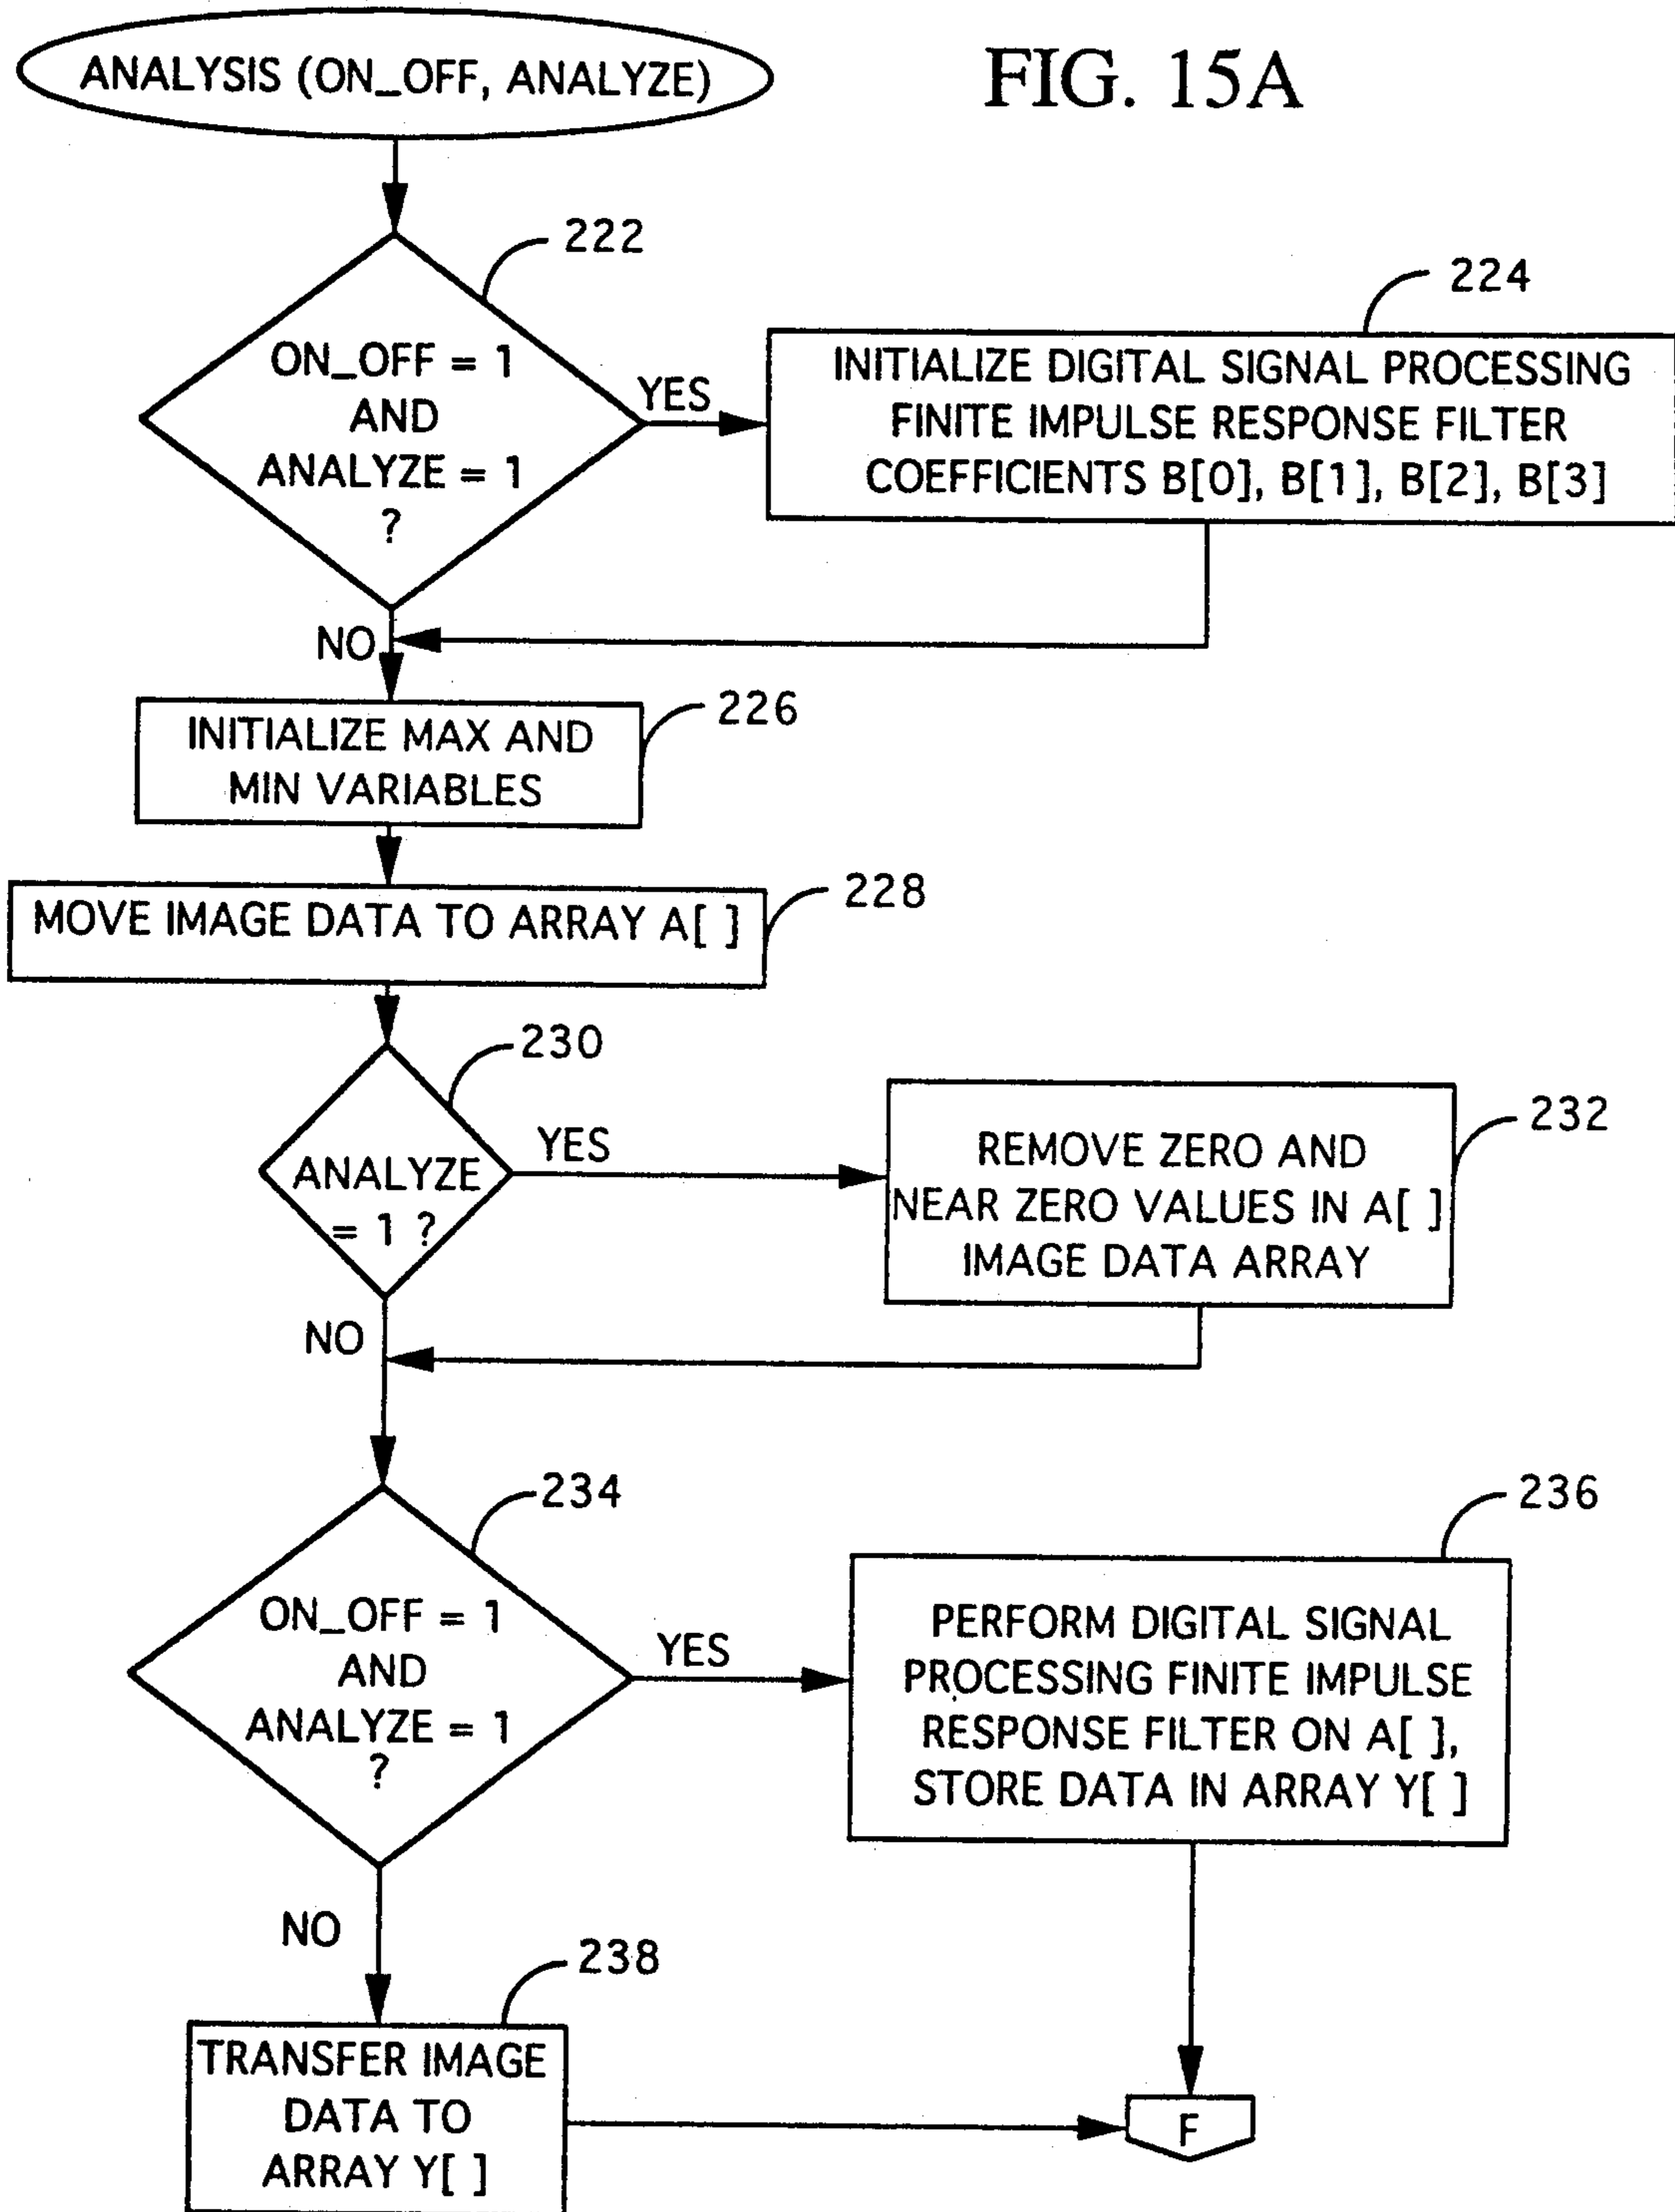 ANALYSIS (ON_OFF, ANALYZE)
FIG. 15A
222
ON_OFF = 1
AND
ANALYZE = 1
?
YES
224
INITIALIZE DIGITAL SIGNAL PROCESSING
FINITE IMPULSE RESPONSE FILTER
COEFFICIENTS B[0], B[1], B[2], B[3]
NO
226
INITIALIZE MAX AND
MIN VARIABLES
228
MOVE IMAGE DATA TO ARRAY A[ ]
230
ANALYZE
= 1 ?
YES
232
REMOVE ZERO AND
NEAR ZERO VALUES IN A[ ]
IMAGE DATA ARRAY
NO
234
ON_OFF = 1
AND
ANALYZE = 1
?
YES
236
PERFORM DIGITAL SIGNAL
PROCESSING FINITE IMPULSE
RESPONSE FILTER ON A[ ],
STORE DATA IN ARRAY Y[ ]
NO
238
TRANSFER IMAGE
DATA TO
ARRAY Y[ ]
F